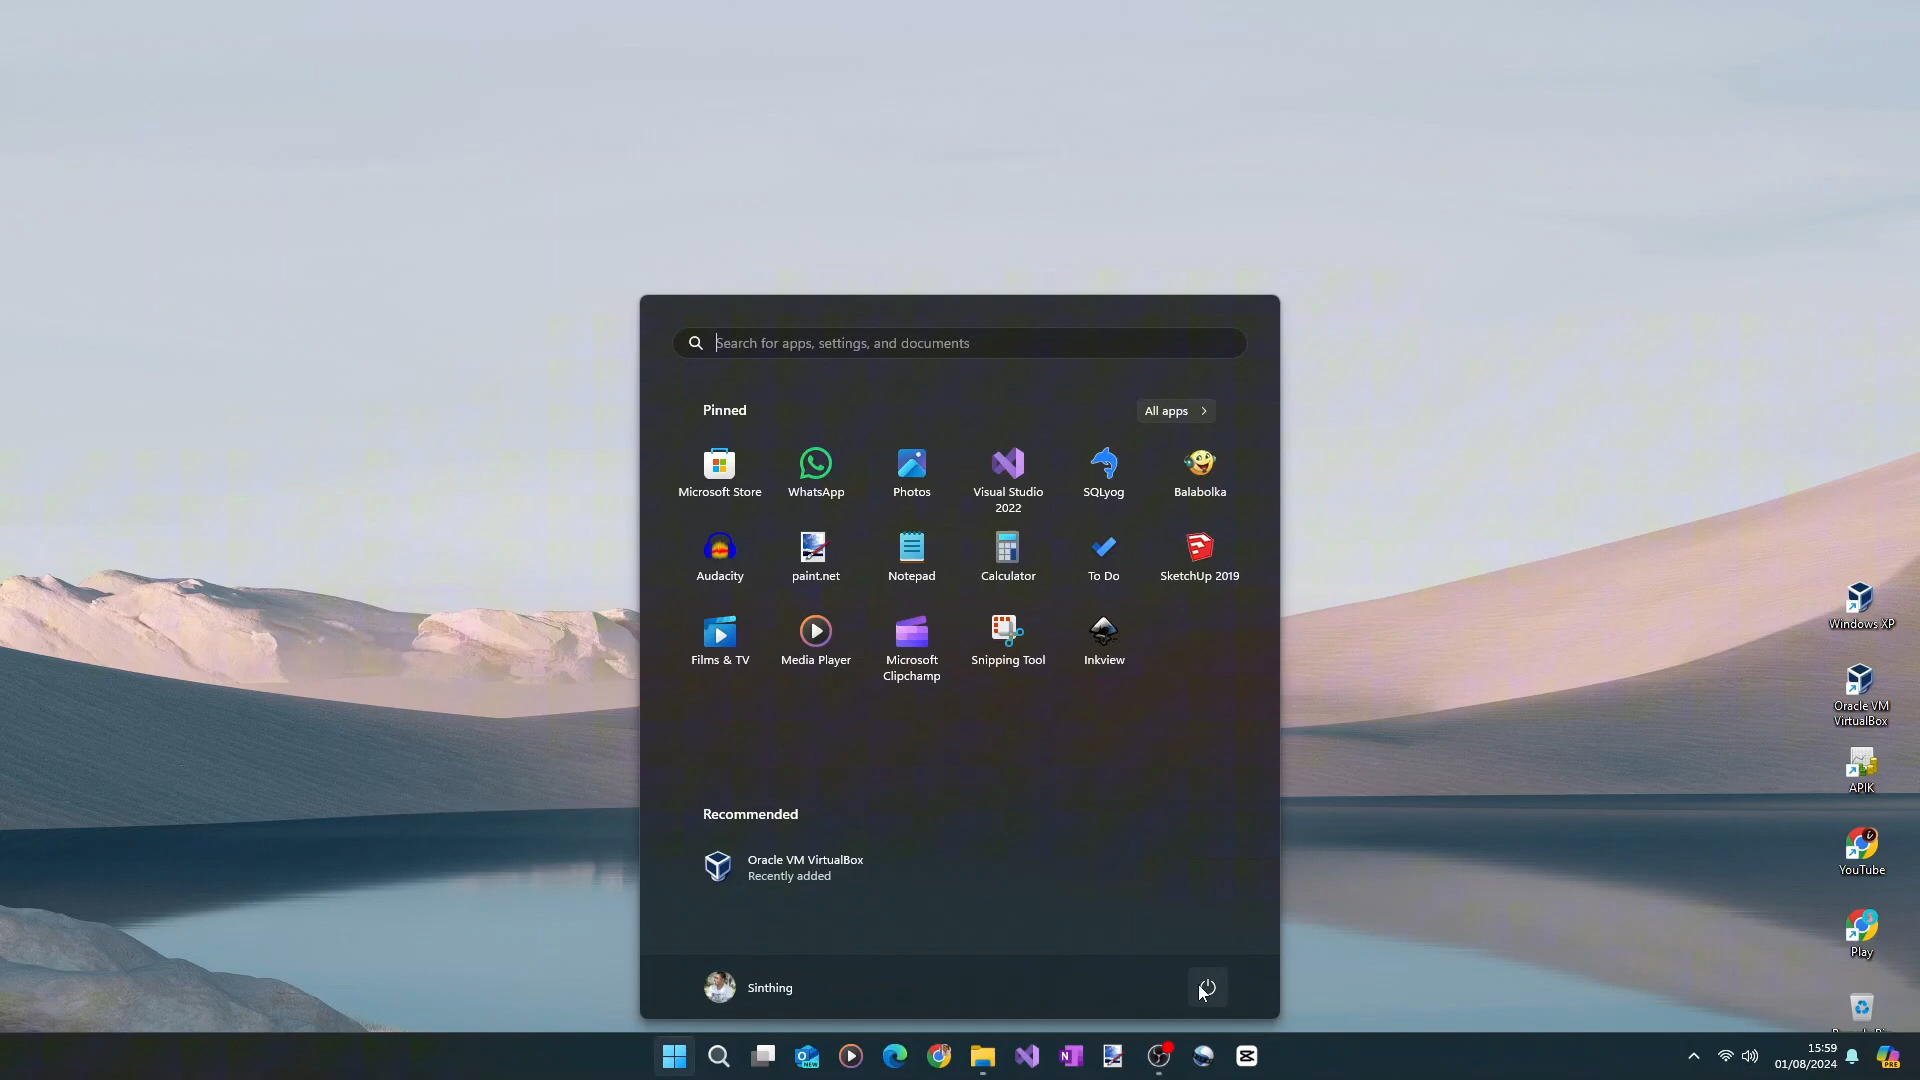 Search for apps, settings, and documents
Pinned
All apps
Microsoft Store
WhatsApp
Photos
Visual Studio
2022
SQLyog
Balabolka
Audacity
paint.net
Notepad
Calculator
To Do
SketchUp 2019
Films & TV
Media Player
Microsoft
Clipchamp
Snipping Tool
Inkview
Recommended
Oracle VM VirtualBox
Recently added
Sinthing
Windows XP
Oracle VM
VirtualBox
APIK
YouTube
Play
NEW
15:59
01/08/2024
PRE